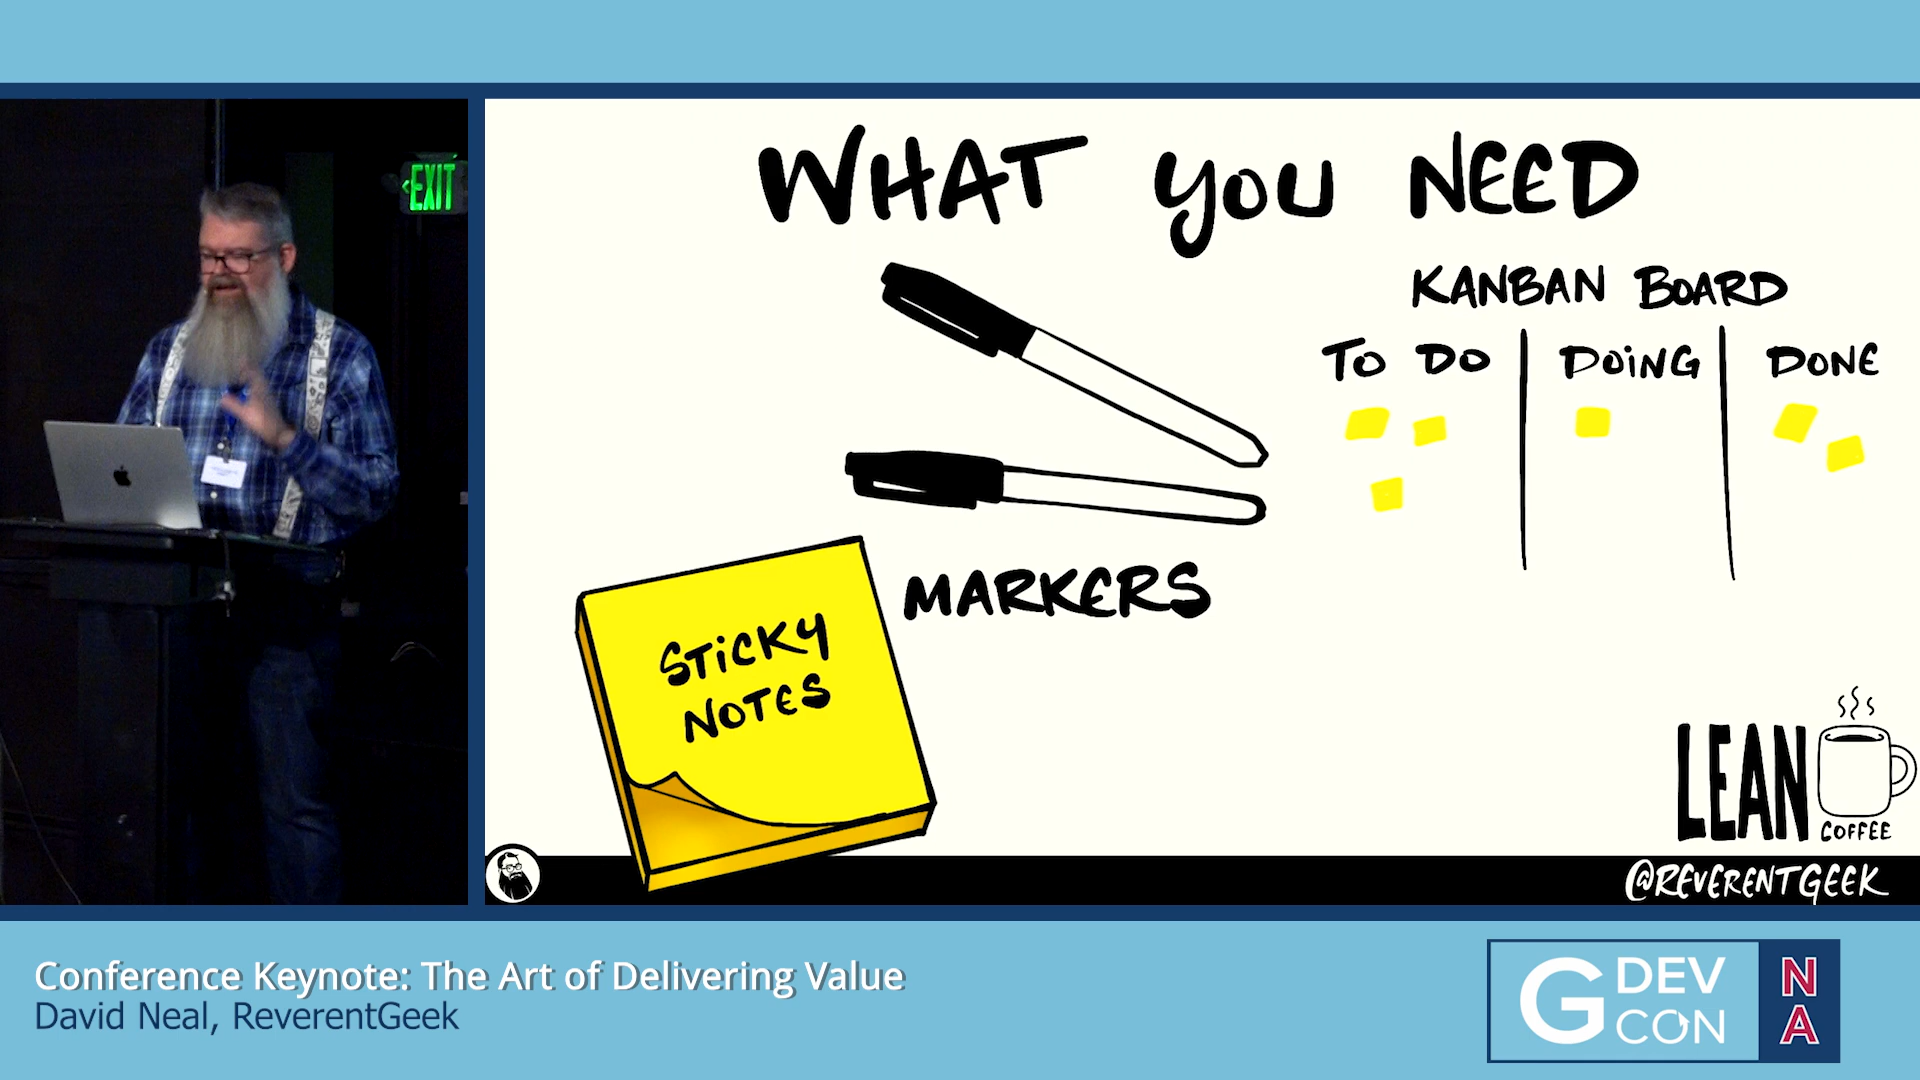 EXIT
WHAT YOU NEED
KANBAN BOARD
TO DO
DOING
DONE
MARKERS
STICKY
NOTES
LEAN
COFFEE
@REVERENTGEEK
Conference Keynote: The Art of Delivering Value
David Neal, ReverentGeek
G DEV CON
N
A